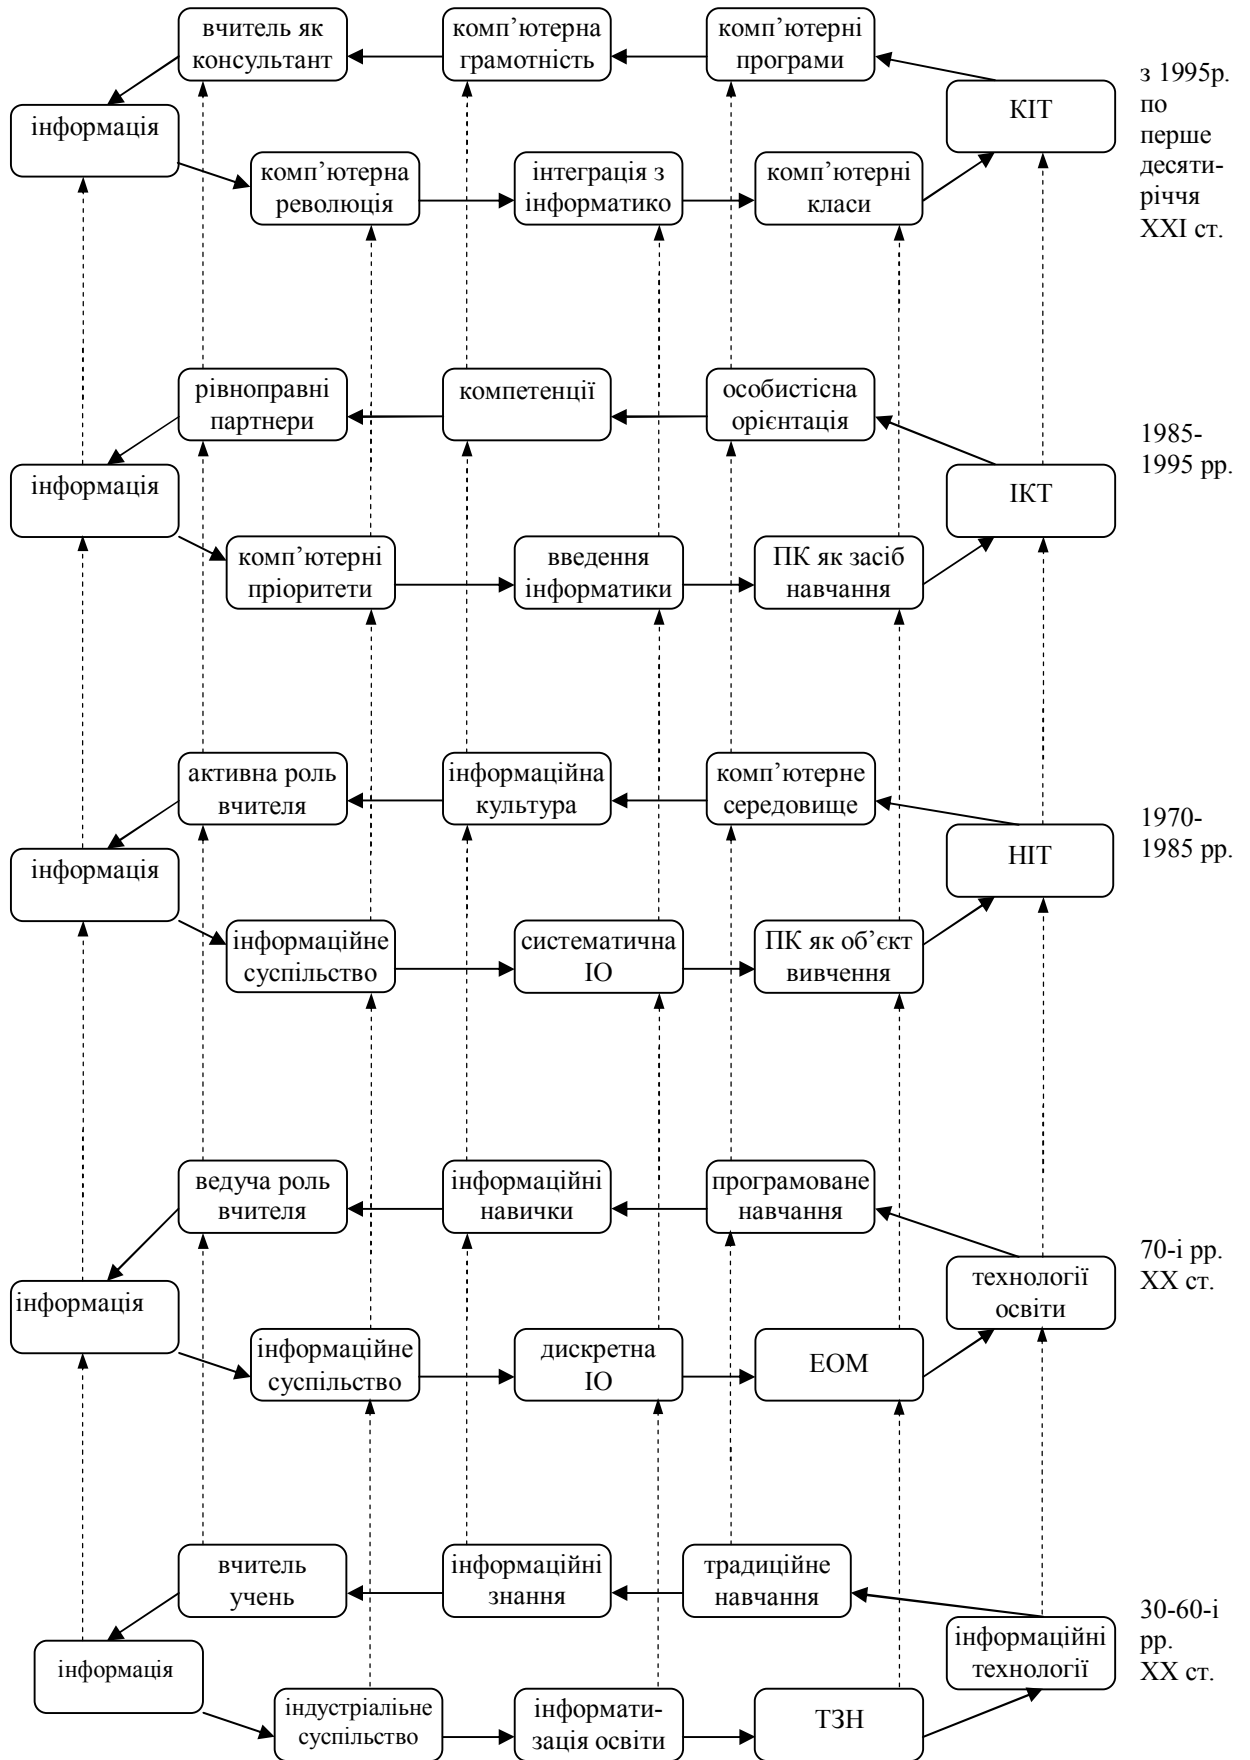 вчитель як
консультант
комп’ютерна
грамотність
комп’ютерні
програми
з 1995р.
по
перше
десяти-
річчя
XXI ст.
КІТ
інформація
комп’ютерна
революція
інтеграція з
інформатико
комп’ютерні
класи
рівноправні
партнери
компетенції
особистісна
орієнтація
1985-
1995 рр.
інформація
ІКТ
комп’ютерні
пріоритети
введення
інформатики
ПК як засіб
навчання
активна роль
вчителя
інформаційна
культура
комп’ютерне
середовище
1970-
1985 рр.
інформація
НІТ
інформаційне
суспільство
систематична
ІО
ПК як об’єкт
вивчення
ведуча роль
вчителя
інформаційні
навички
програмоване
навчання
70-і рр.
XX ст.
інформація
технології
освіти
інформаційне
суспільство
дискретна
ІО
ЕОМ
вчитель
учень
інформаційні
знання
традиційне
навчання
30-60-і
рр.
XX ст.
інформація
інформаційні
технології
індустріальне
суспільство
інформати-
зація освіти
ТЗН